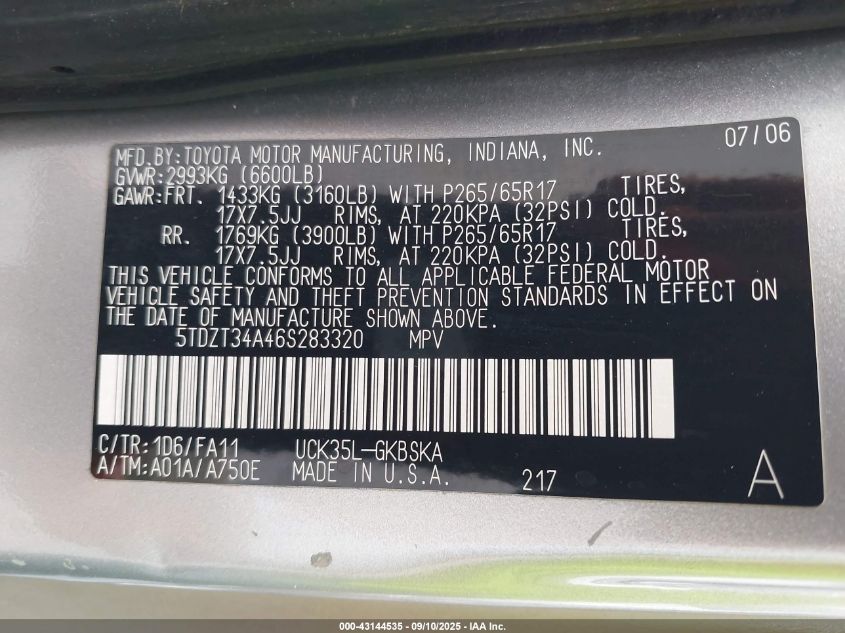 07/06
MFD.BY:TOYOTA MOTOR MANUFACTURING, INDIANA, INC.
GVWR:2993KG (6600LB)
GAWR:FRT. 1433KG (3160LB) WITH P265/65R17 TIRES,
17X7.5JJ RIMS, AT 220KPA (32PSI) COLD.
RR. 1769KG (3900LB) WITH P265/65R17 TIRES,
17X7.5JJ RIMS, AT 220KPA (32PSI) COLD.
THIS VEHICLE CONFORMS TO ALL APPLICABLE FEDERAL MOTOR
VEHICLE SAFETY AND THEFT PREVENTION STANDARDS IN EFFECT ON
THE DATE OF MANUFACTURE SHOWN ABOVE.
5TDZT34A46S283320 MPV
C/TR:1D6/FA11 UCK35L-GKBSKA
A/TM:A01A/A750E MADE IN U.S.A. 217 A
000-43144535 - 09/10/2025 - IAA Inc.